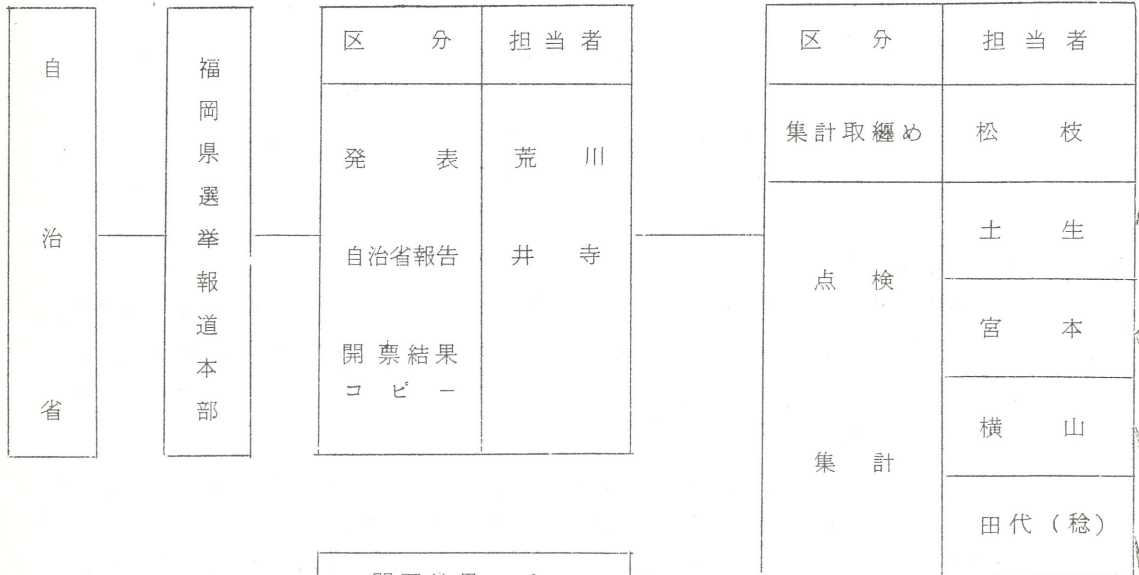 自治省
福岡県選挙報道本部
区分 担当者
発表 荒川
自治省報告 井寺
開票結果
コピー
区分 担当者
集計取纏め 松枝
点検 土生
宮本
集計 横山
田代（稔）